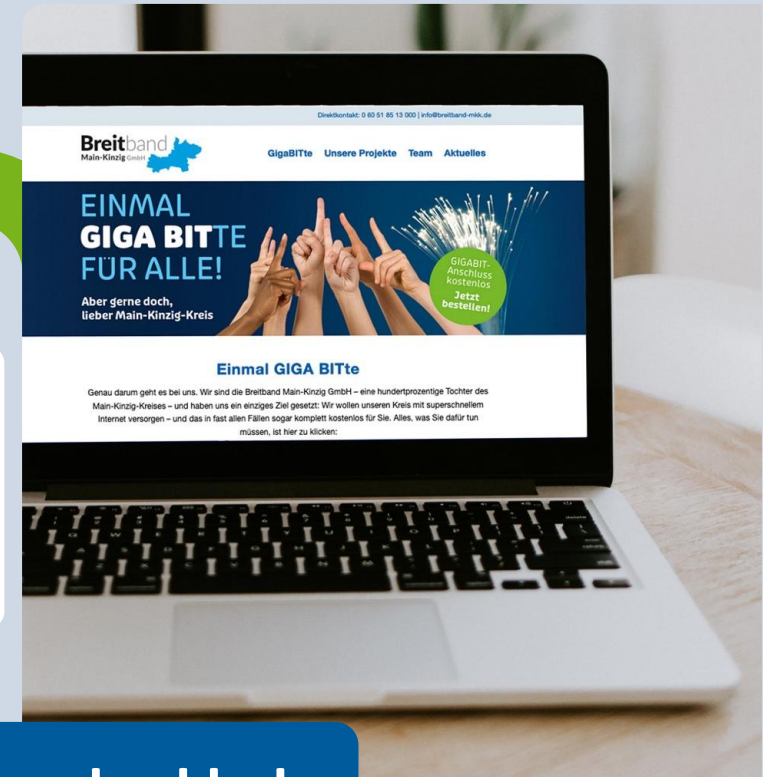 Direktkontakt: 0 60 51 85 13 000 | info@breitband-mkk.de
Breitband
Main-Kinzig GmbH
GigaBITte Unsere Projekte Team Aktuelles
EINMAL
GIGA BITTE
FÜR ALLE!
Aber gerne doch,
lieber Main-Kinzig-Kreis
GIGABIT-
Anschluss
kostenlos
Jetzt
bestellen!
Einmal GIGA BITte
Genau darum geht es bei uns. Wir sind die Breitband Main-Kinzig GmbH – eine hundertprozentige Tochter des
Main-Kinzig-Kreises – und haben uns ein einziges Ziel gesetzt: Wir wollen unseren Kreis mit superschnellem
Internet versorgen – und das in fast allen Fällen sogar komplett kostenlos für Sie. Alles, was Sie dafür tun
müssen, ist hier zu klicken: